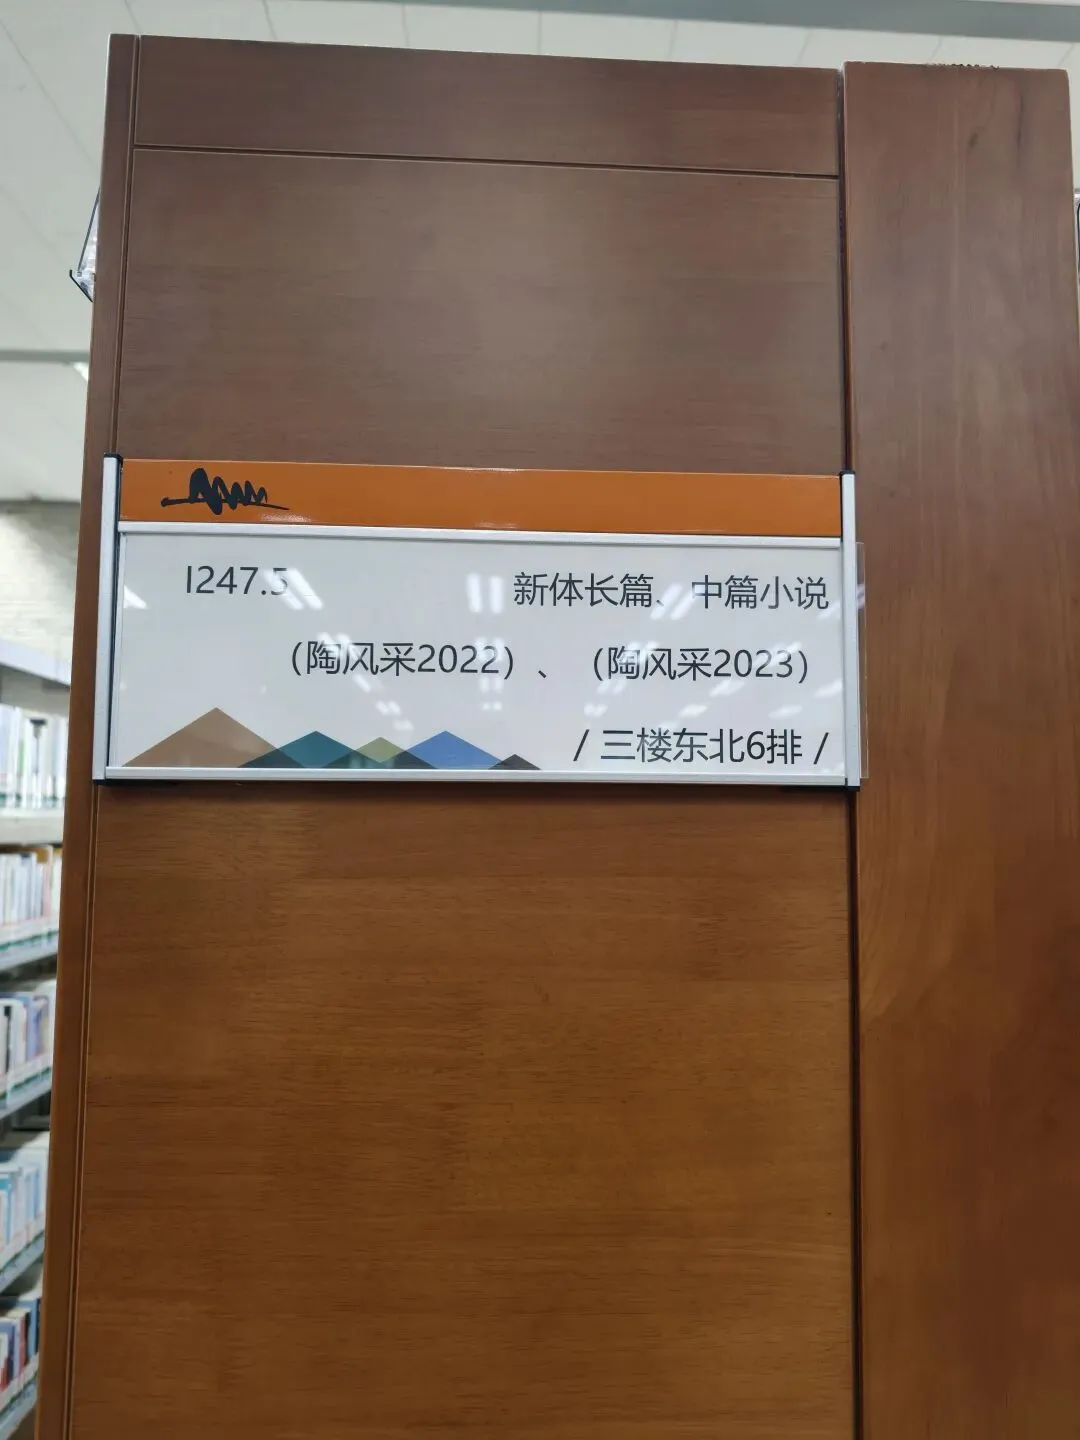 I247.5 新体长篇、中篇小说
（陶风采2022）、（陶风采2023）
/ 三楼东北6排 /